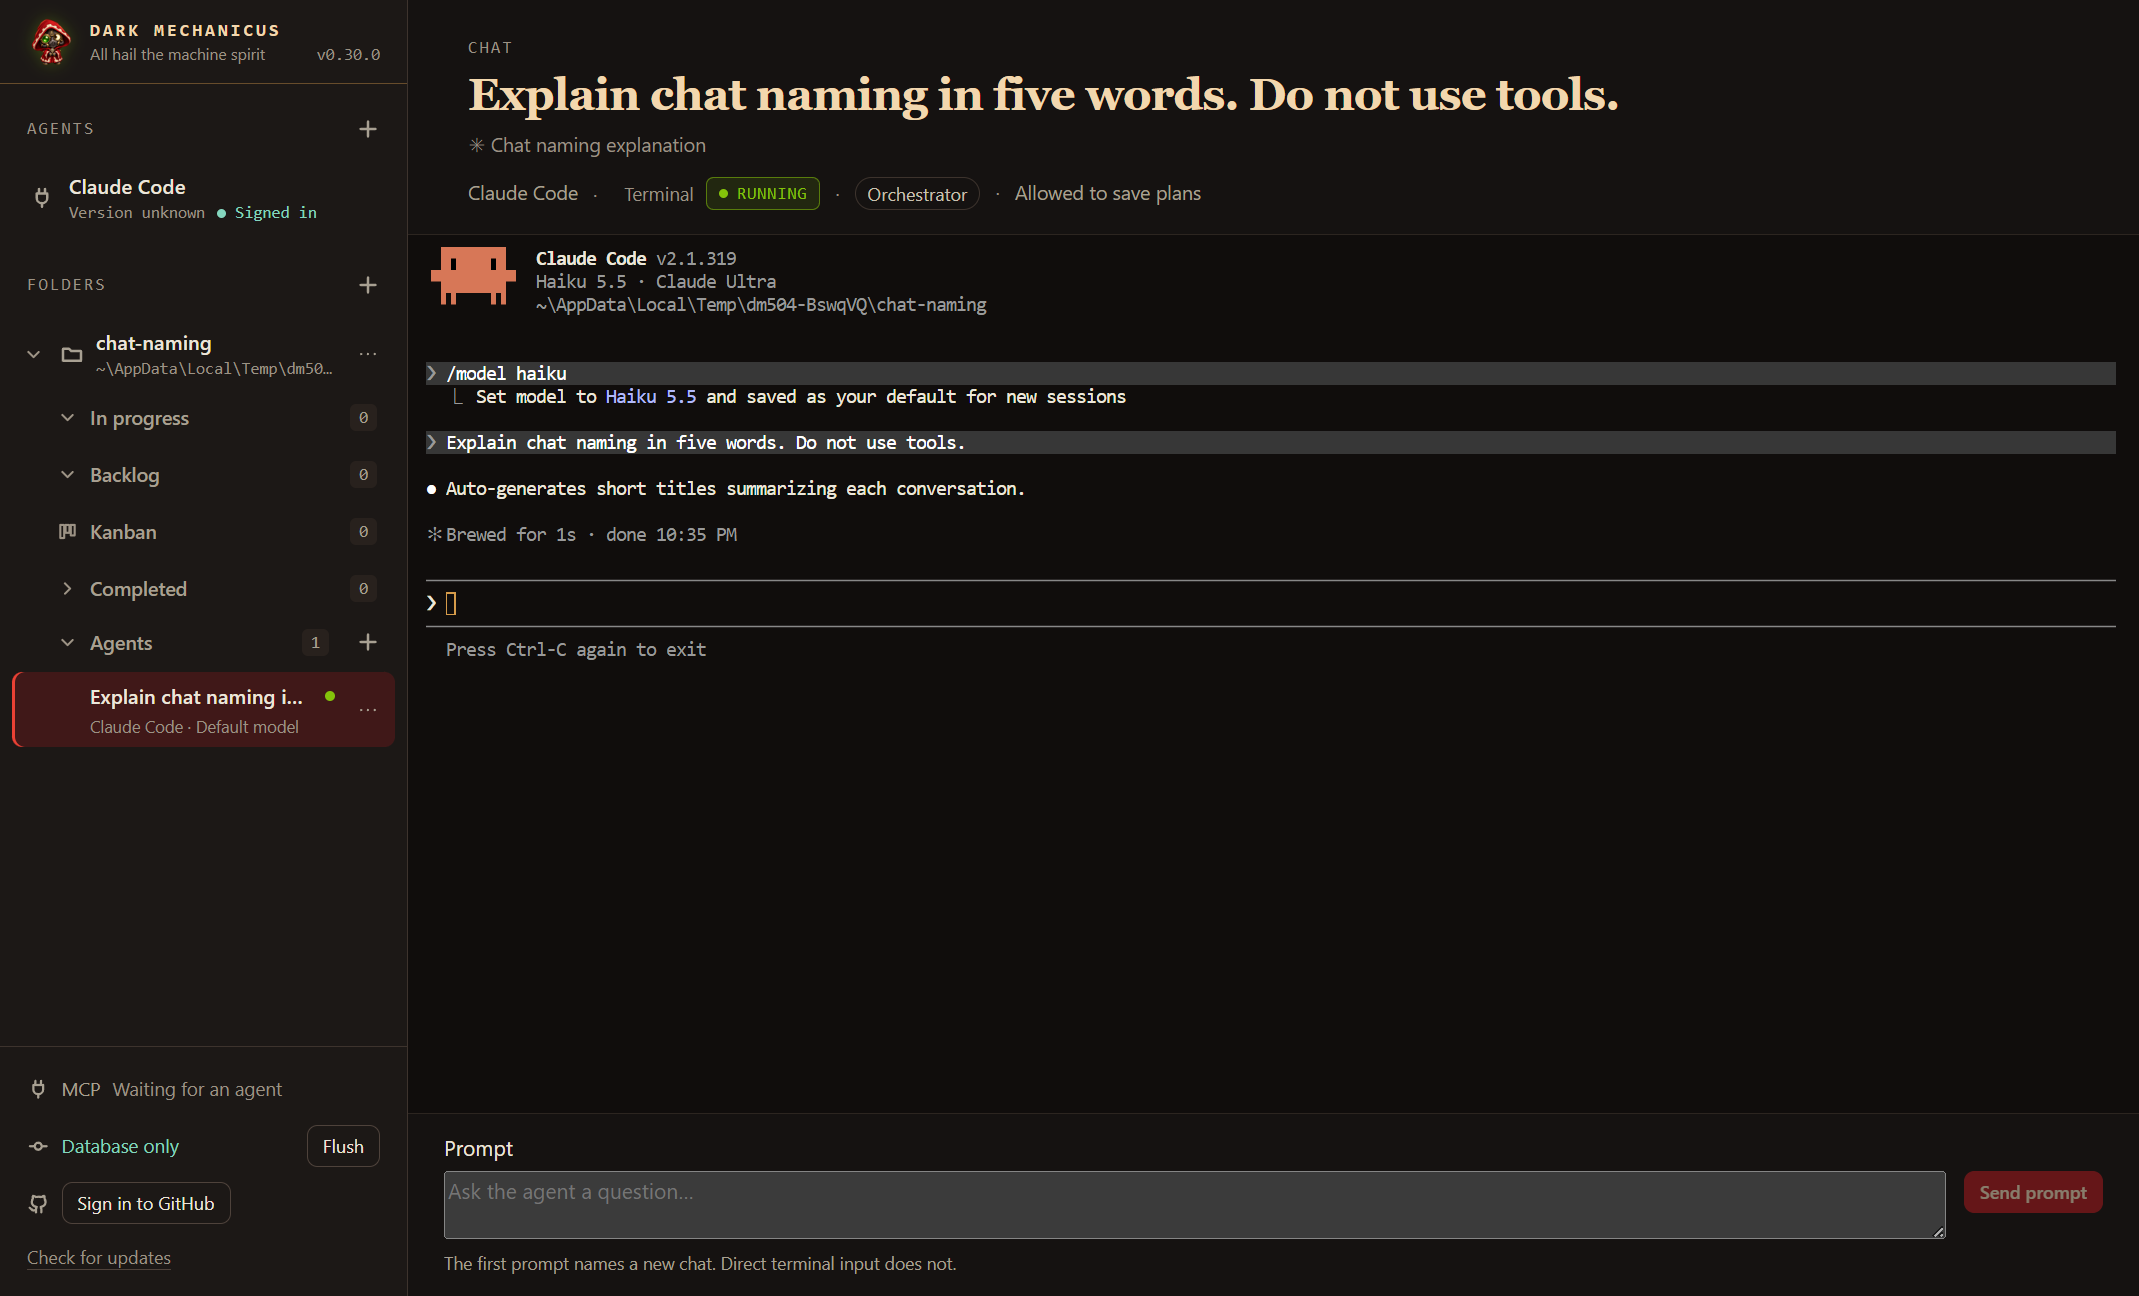 DARK MECHANICUS
All hail the machine spirit
v0.30.0
AGENTS
Claude Code
Version unknown ● Signed in
FOLDERS
chat-naming
~\AppData\Local\Temp\dm50…
In progress
0
Backlog
0
Kanban
0
Completed
0
Agents
1
Explain chat naming i...
Claude Code · Default model
MCP Waiting for an agent
Database only
Flush
Sign in to GitHub
Check for updates
CHAT
Explain chat naming in five words. Do not use tools.
✳ Chat naming explanation
Claude Code · Terminal ● RUNNING · Orchestrator · Allowed to save plans
Claude Code v2.1.319
Haiku 5.5 · Claude Ultra
~\AppData\Local\Temp\dm504-BswqVQ\chat-naming
❯ /model haiku
⎿ Set model to Haiku 5.5 and saved as your default for new sessions
❯ Explain chat naming in five words. Do not use tools.
● Auto-generates short titles summarizing each conversation.
✻ Brewed for 1s · done 10:35 PM
❯
Press Ctrl-C again to exit
Prompt
Ask the agent a question...
Send prompt
The first prompt names a new chat. Direct terminal input does not.